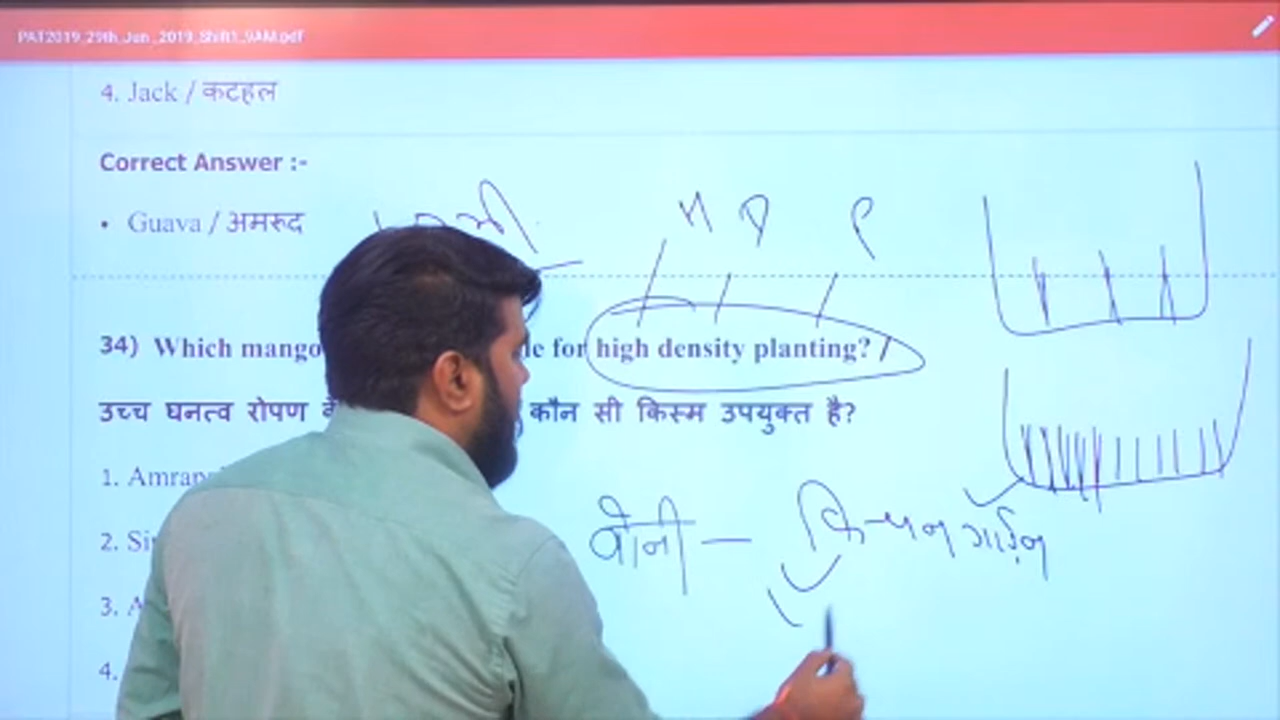 PAT2019_29th_Jun_2019_Shift1_9AM.pdf
4. Jack / कटहल
Correct Answer :-
• Guava / अमरुद
H D P
34) Which mango for high density planting? /
उच्च घनत्व रोपण कौन सी किस्म उपयुक्त है?
1. Amrap
2. Si
3. A
4.
बौनी — किचन गार्डन